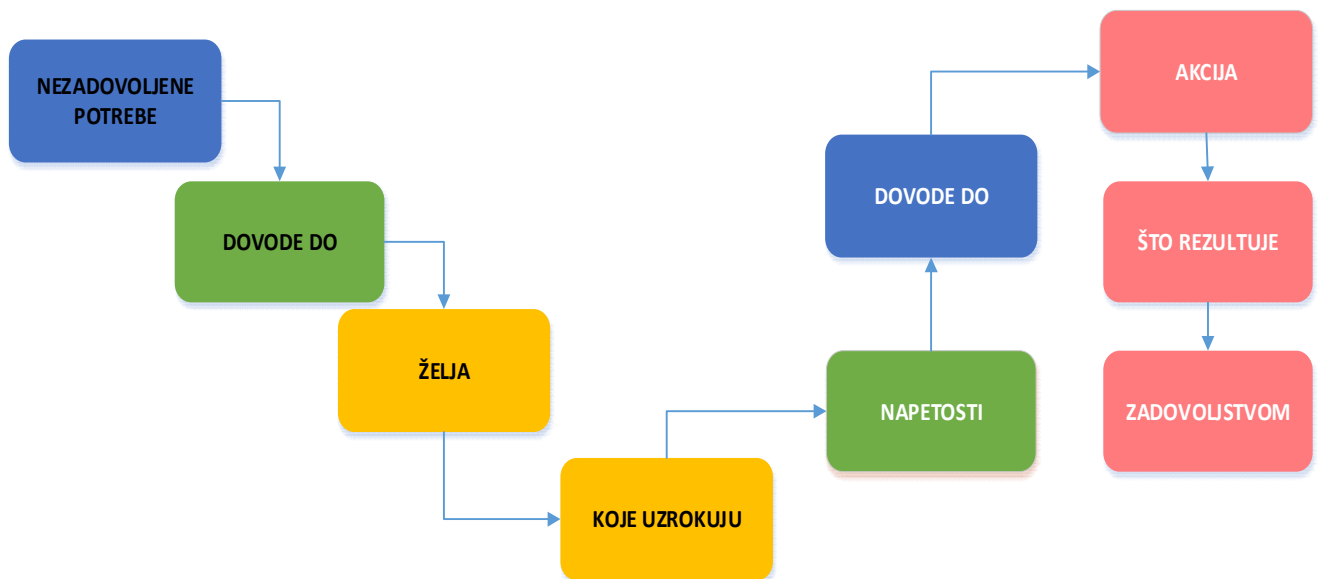 NEZADOVOLJENE
POTREBE
DOVODE DO
ŽELJA
KOJE UZROKUJU
NAPETOSTI
DOVODE DO
AKCIJA
ŠTO REZULTUJE
ZADOVOLJSTVOM